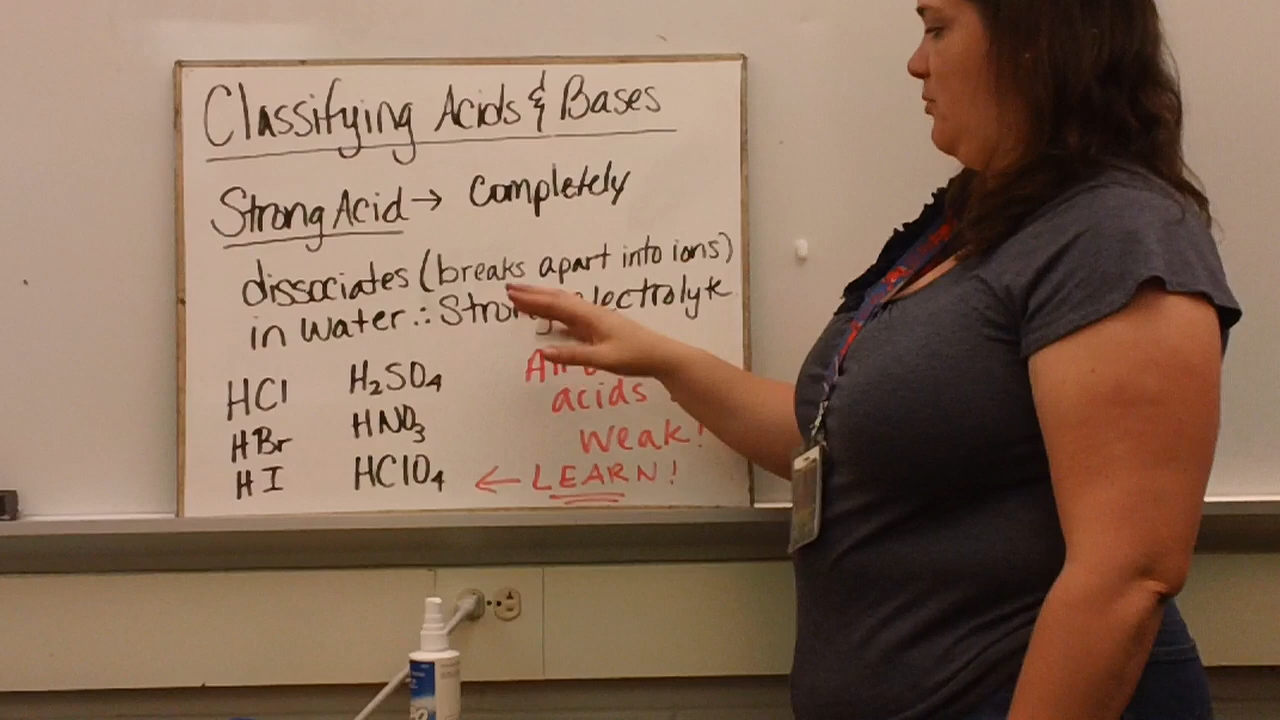 Classifying Acids & Bases
Strong Acid → Completely
dissociates (breaks apart into ions)
in water ∴ Strong electrolyte
HCl H₂SO₄
acids
HBr HNO₃
weak!
HI HClO₄ ← LEARN!